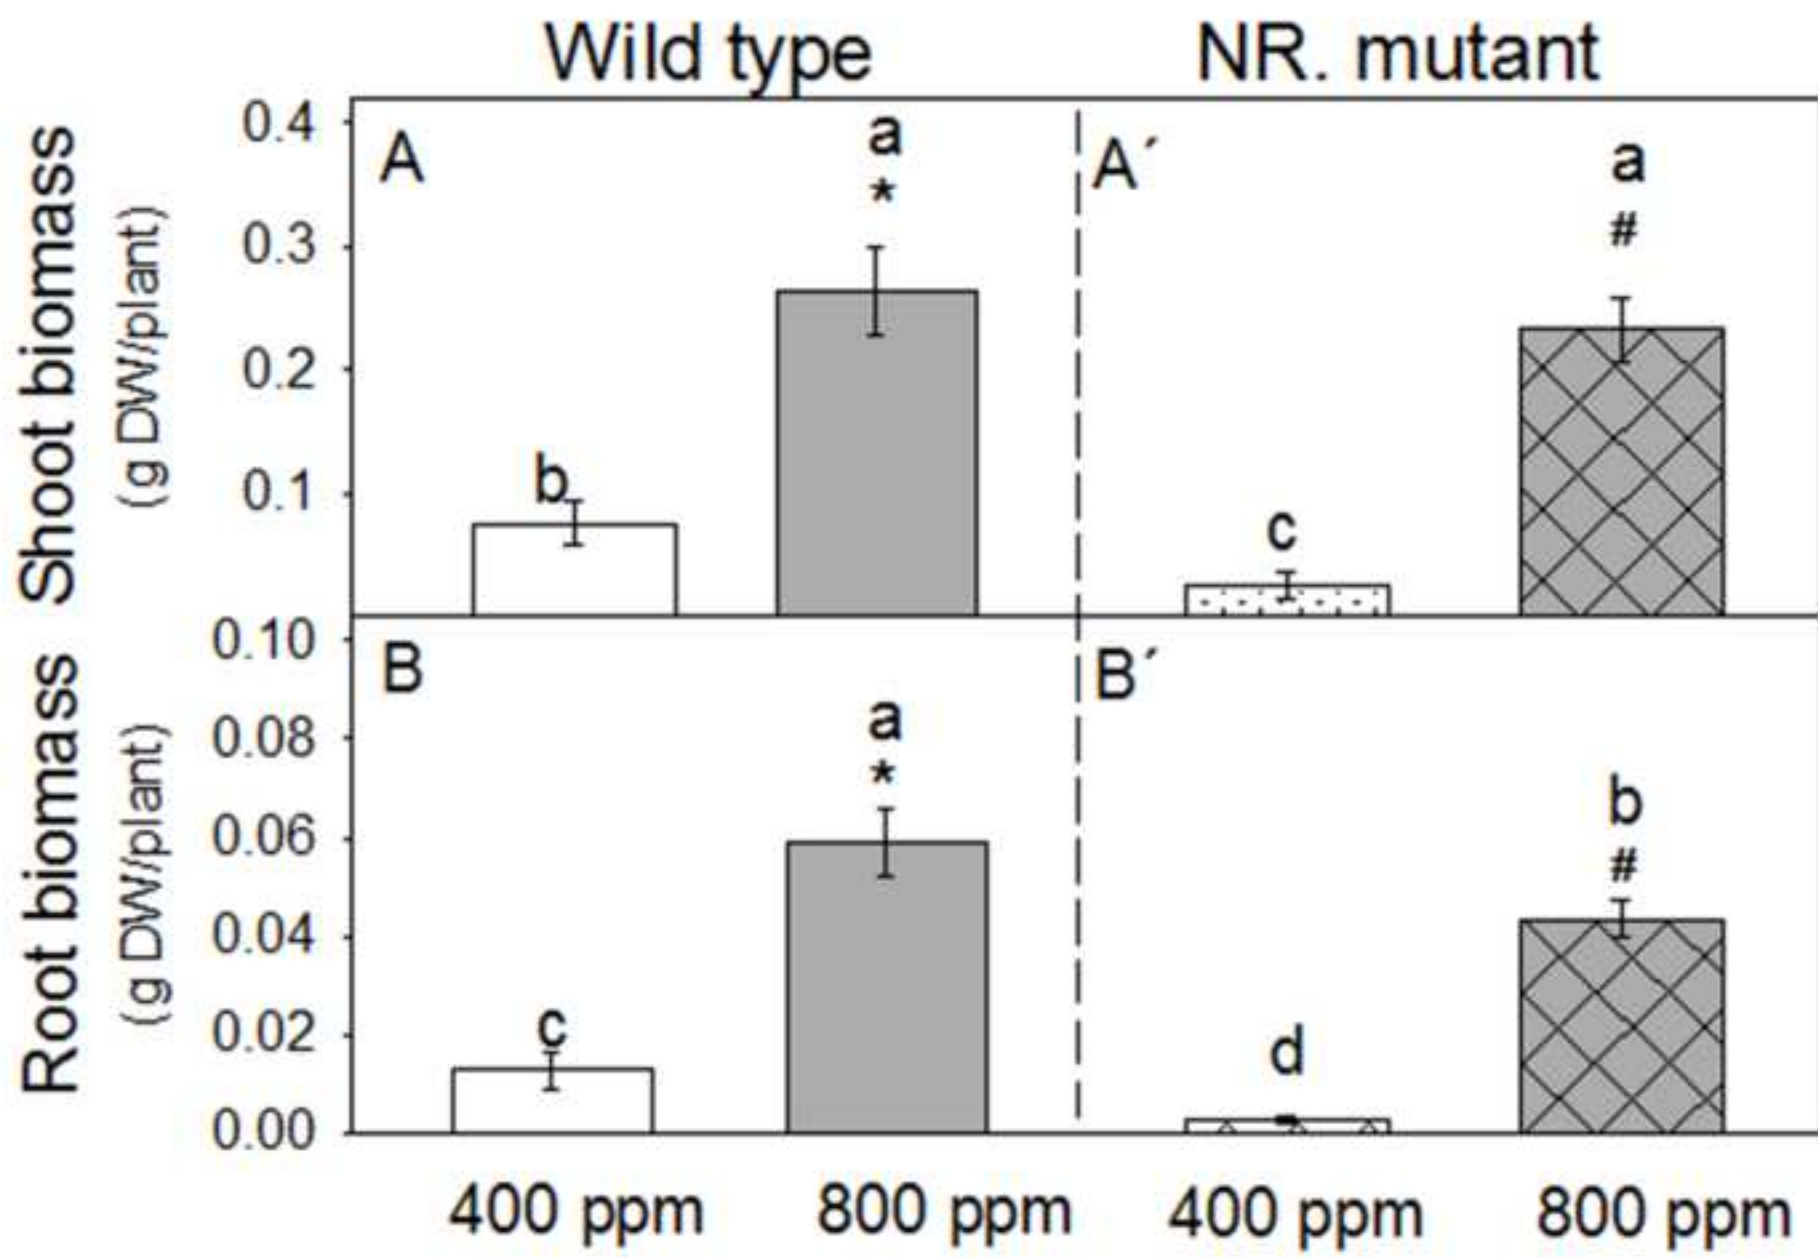 Wild type NR. mutant
Shoot biomass
(g DW/plant)
0.4
0.3
0.2
0.1
A
b
a
*
A´
c
a
#
Root biomass
(g DW/plant)
0.10
0.08
0.06
0.04
0.02
0.00
B
c
a
*
B´
d
b
#
400 ppm 800 ppm 400 ppm 800 ppm